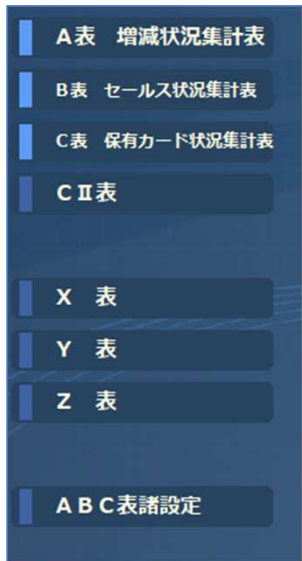 A表　増減状況集計表
B表　セールス状況集計表
C表　保有カード状況集計表
CⅡ表
X　表
Y　表
Z　表
ABC表諸設定